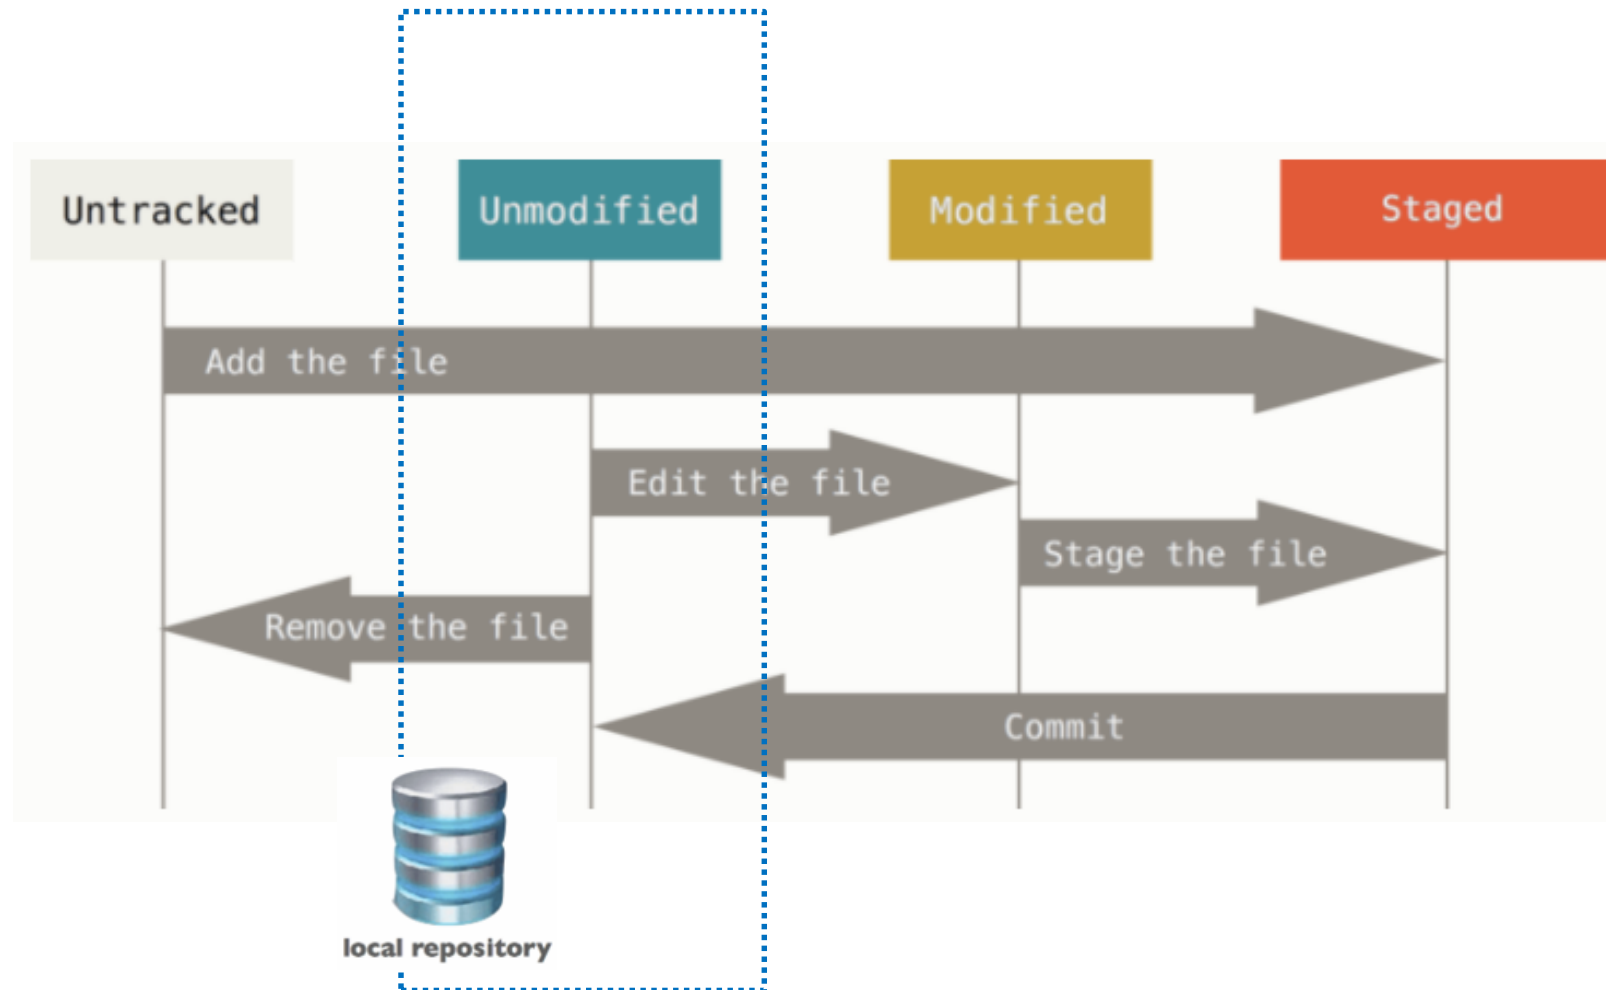 Untracked
Unmodified
Modified
Staged
Add the file
Edit the file
Stage the file
Remove the file
Commit
local repository